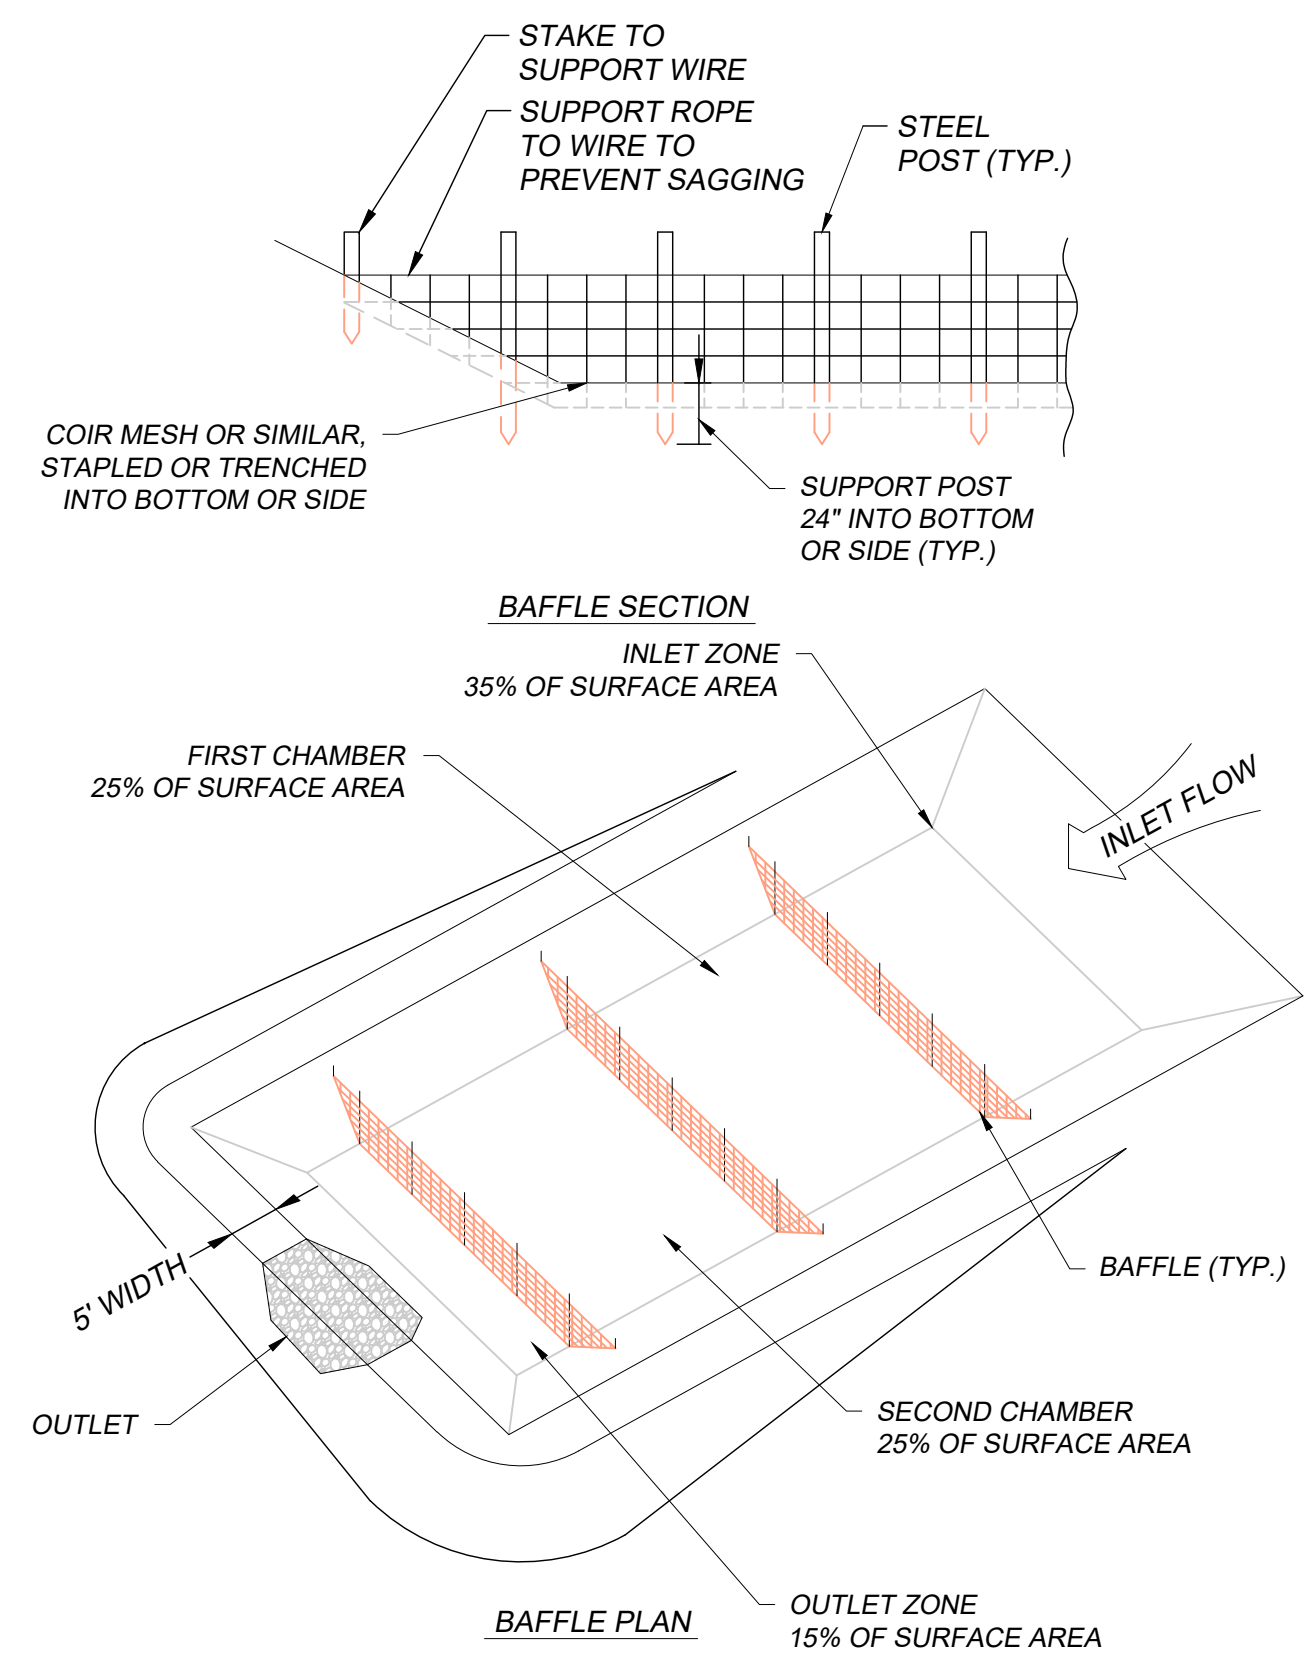 STAKE TO
SUPPORT WIRE
SUPPORT ROPE
TO WIRE TO
PREVENT SAGGING
STEEL
POST (TYP.)
COIR MESH OR SIMILAR,
STAPLED OR TRENCHED
INTO BOTTOM OR SIDE
SUPPORT POST
24" INTO BOTTOM
OR SIDE (TYP.)
BAFFLE SECTION
INLET ZONE
35% OF SURFACE AREA
FIRST CHAMBER
25% OF SURFACE AREA
INLET FLOW
5' WIDTH
BAFFLE (TYP.)
OUTLET
SECOND CHAMBER
25% OF SURFACE AREA
OUTLET ZONE
15% OF SURFACE AREA
BAFFLE PLAN